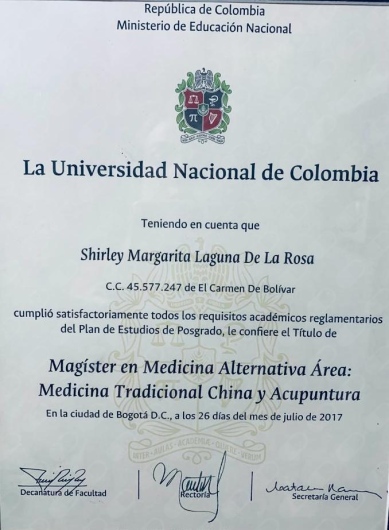 República de Colombia
Ministerio de Educación Nacional
La Universidad Nacional de Colombia
Teniendo en cuenta que
Shirley Margarita Laguna De La Rosa
C.C. 45.577.247 de El Carmen De Bolívar
cumplió satisfactoriamente todos los requisitos académicos reglamentarios
del Plan de Estudios de Posgrado, le confiere el Título de
Magíster en Medicina Alternativa Área:
Medicina Tradicional China y Acupuntura
En la ciudad de Bogotá D.C., a los 26 días del mes de julio de 2017
Decanatura de Facultad
Rectoría
Secretaría General